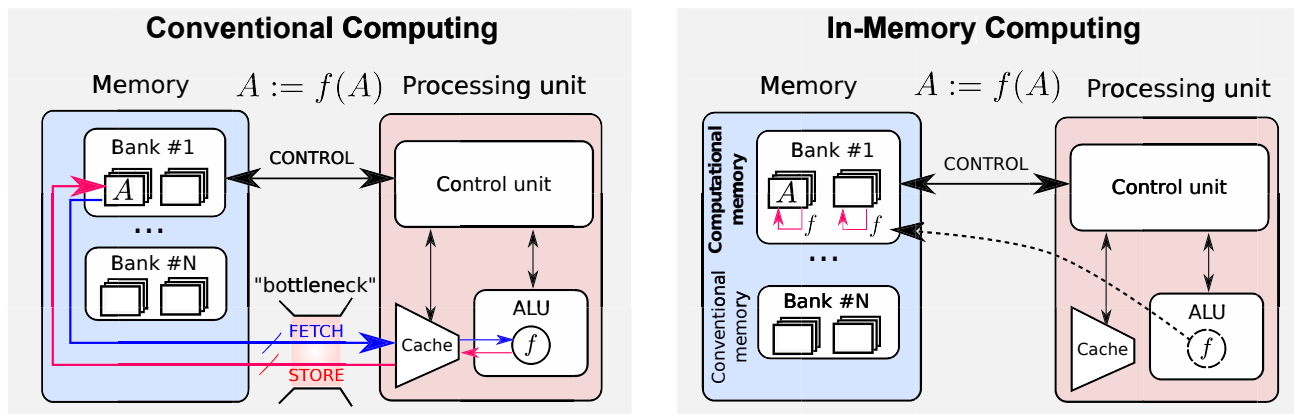 Conventional Computing
Memory
A := f(A)
Processing unit
Bank #1
A
...
Bank #N
CONTROL
Control unit
"bottleneck"
FETCH
STORE
Cache
ALU
f
In-Memory Computing
Memory
A := f(A)
Processing unit
Computational
memory
Bank #1
A
f
f
...
Conventional
memory
Bank #N
CONTROL
Control unit
Cache
ALU
f